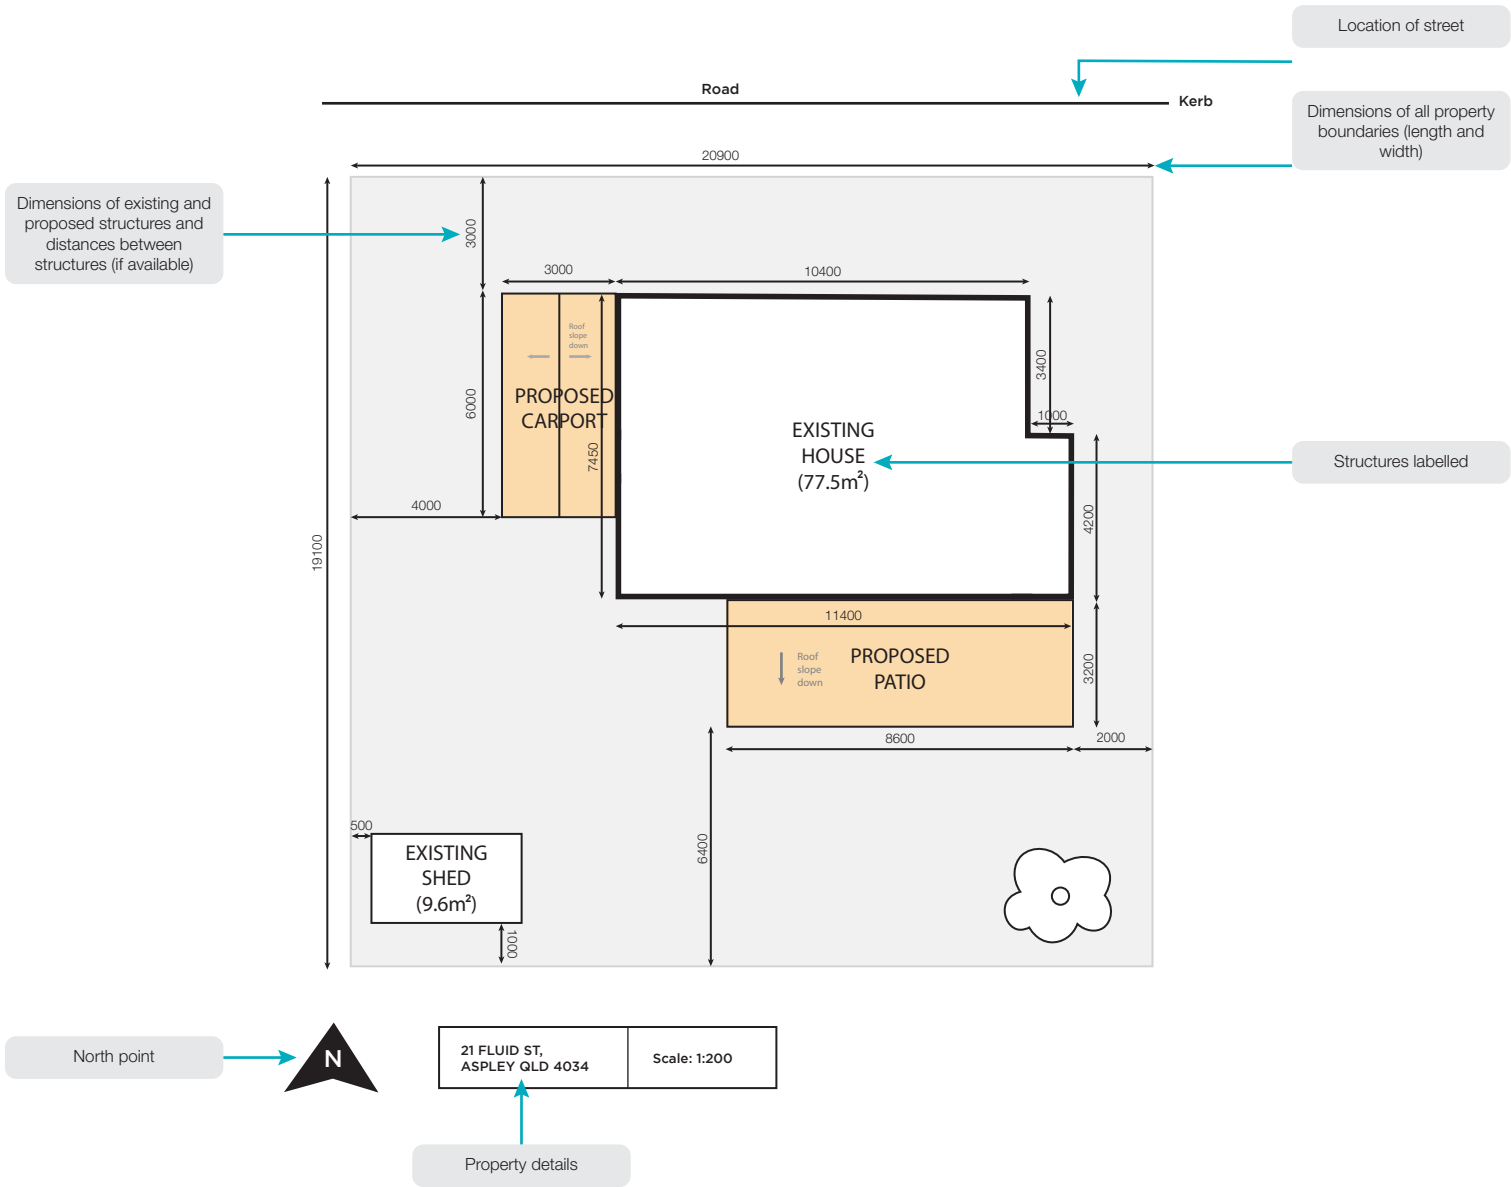 Location of street
Road
Kerb
Dimensions of all property
boundaries (length and
width)
20900
Dimensions of existing and
proposed structures and
distances between
structures (if available)
3000
3000
10400
Roof
slope
down
3400
6000
PROPOSED
CARPORT
1000
7450
EXISTING
HOUSE
(77.5m²)
Structures labelled
4000
4200
19100
11400
Roof
slope
down
PROPOSED
PATIO
3200
8600
2000
500
6400
EXISTING
SHED
(9.6m²)
1000
North point
N
21 FLUID ST,
ASPLEY QLD 4034
Scale: 1:200
Property details